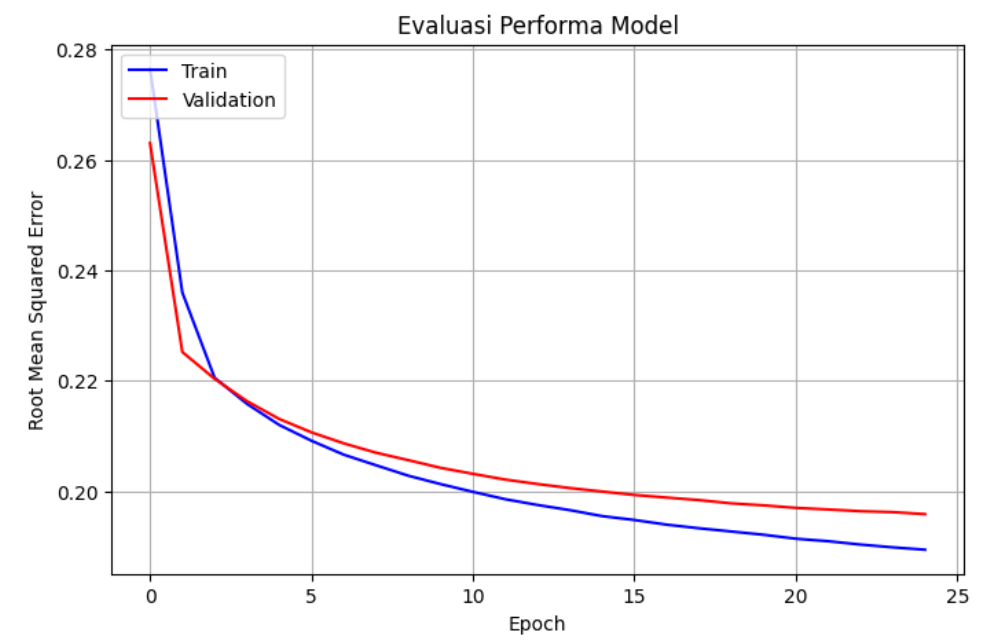 Evaluasi Performa Model
0.28
0.26
0.24
0.22
0.20
Root Mean Squared Error
Train
Validation
0 5 10 15 20 25
Epoch